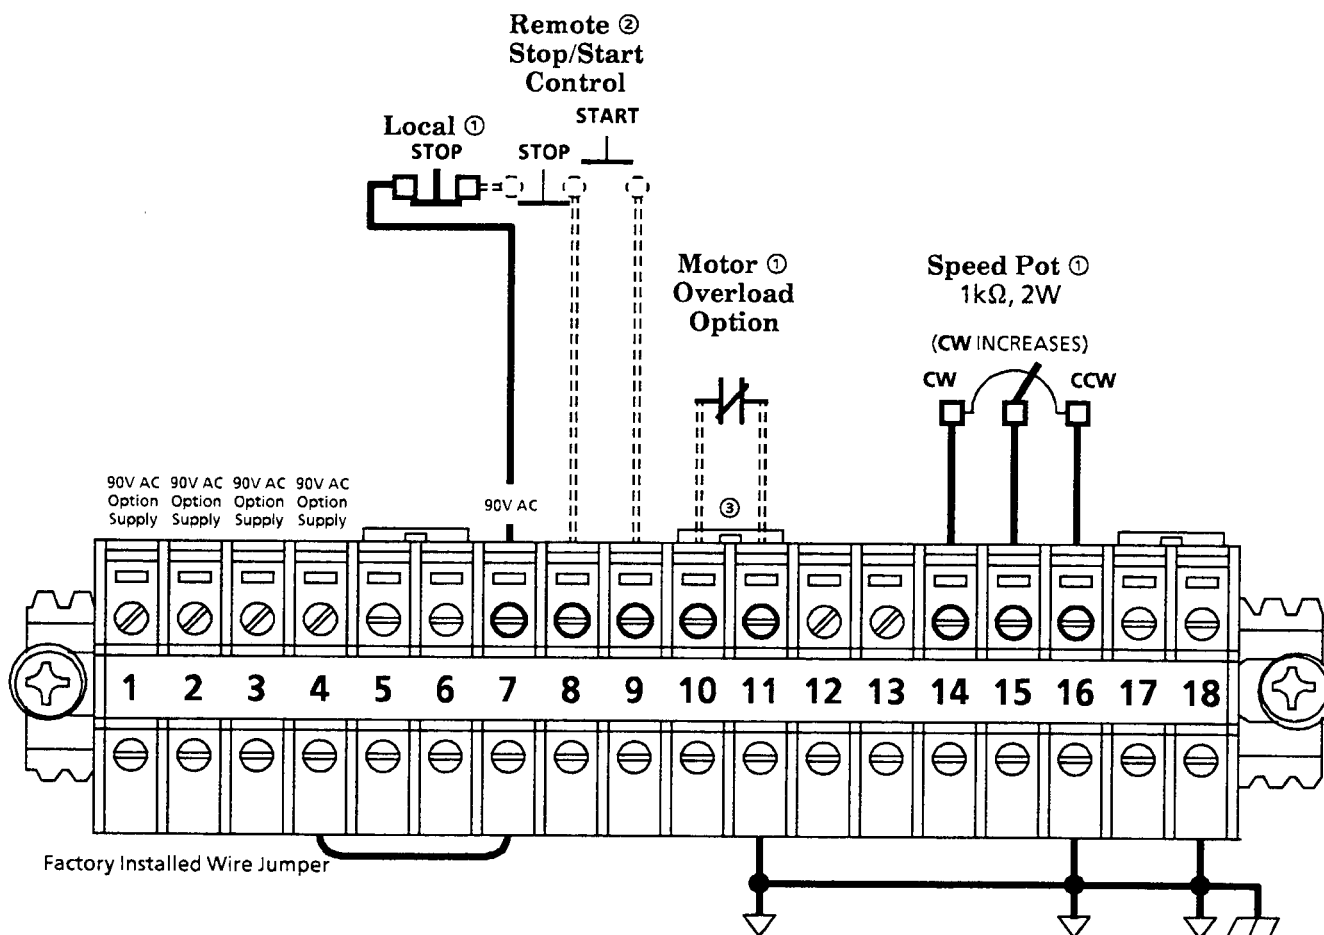 Remote ②
Stop/Start
Control
START
Local ①
STOP
STOP
Motor ①
Overload
Option
Speed Pot ①
1kΩ, 2W
(CW INCREASES)
CW
CCW
90V AC
Option
Supply
90V AC
Option
Supply
90V AC
Option
Supply
90V AC
Option
Supply
90V AC
③
1 2 3 4 5 6 7 8 9 10 11 12 13 14 15 16 17 18
Factory Installed Wire Jumper